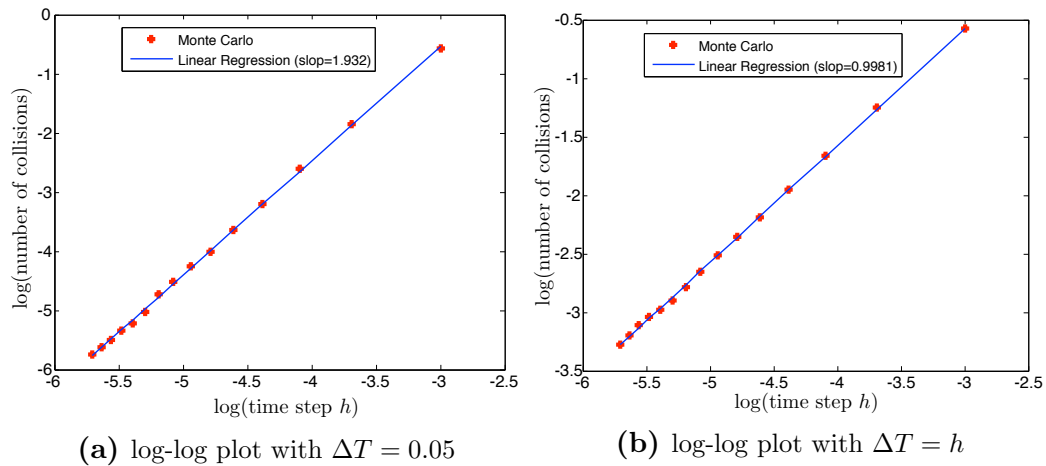 0
-1
-2
-3
-4
-5
-6
-6 -5.5 -5 -4.5 -4 -3.5 -3 -2.5
log(number of collisions)
log(time step h)
Monte Carlo
Linear Regression (slop=1.932)
(a) log-log plot with ΔT = 0.05
-0.5
-1
-1.5
-2
-2.5
-3
-3.5
-6 -5.5 -5 -4.5 -4 -3.5 -3 -2.5
log(number of collisions)
log(time step h)
Monte Carlo
Linear Regression (slop=0.9981)
(b) log-log plot with ΔT = h